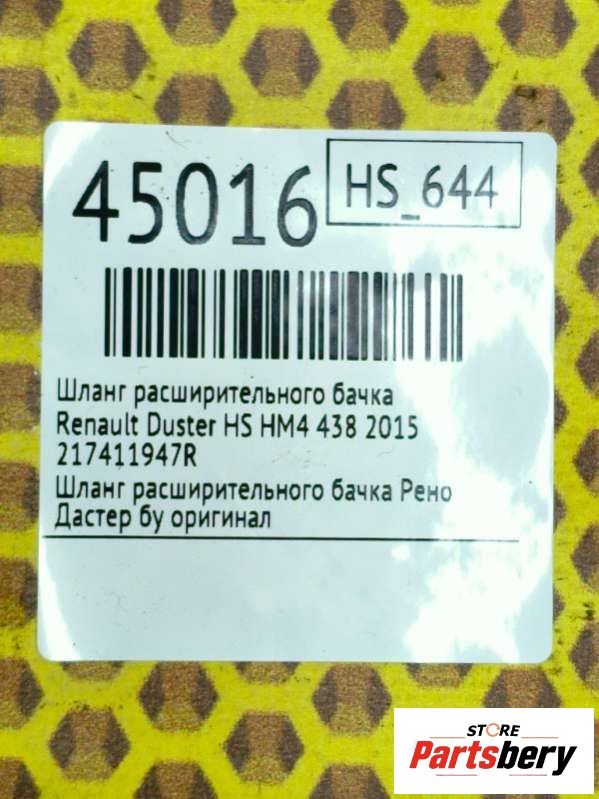 45016
HS_644
Шланг расширительного бачка
Renault Duster HS HM4 438 2015
217411947R
Шланг расширительного бачка Рено
Дастер бу оригинал
STORE
Partsbery